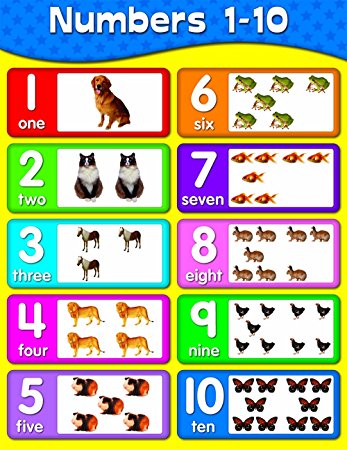 Numbers 1-10
1
one
2
two
3
three
4
four
5
five
6
six
7
seven
8
eight
9
nine
10
ten